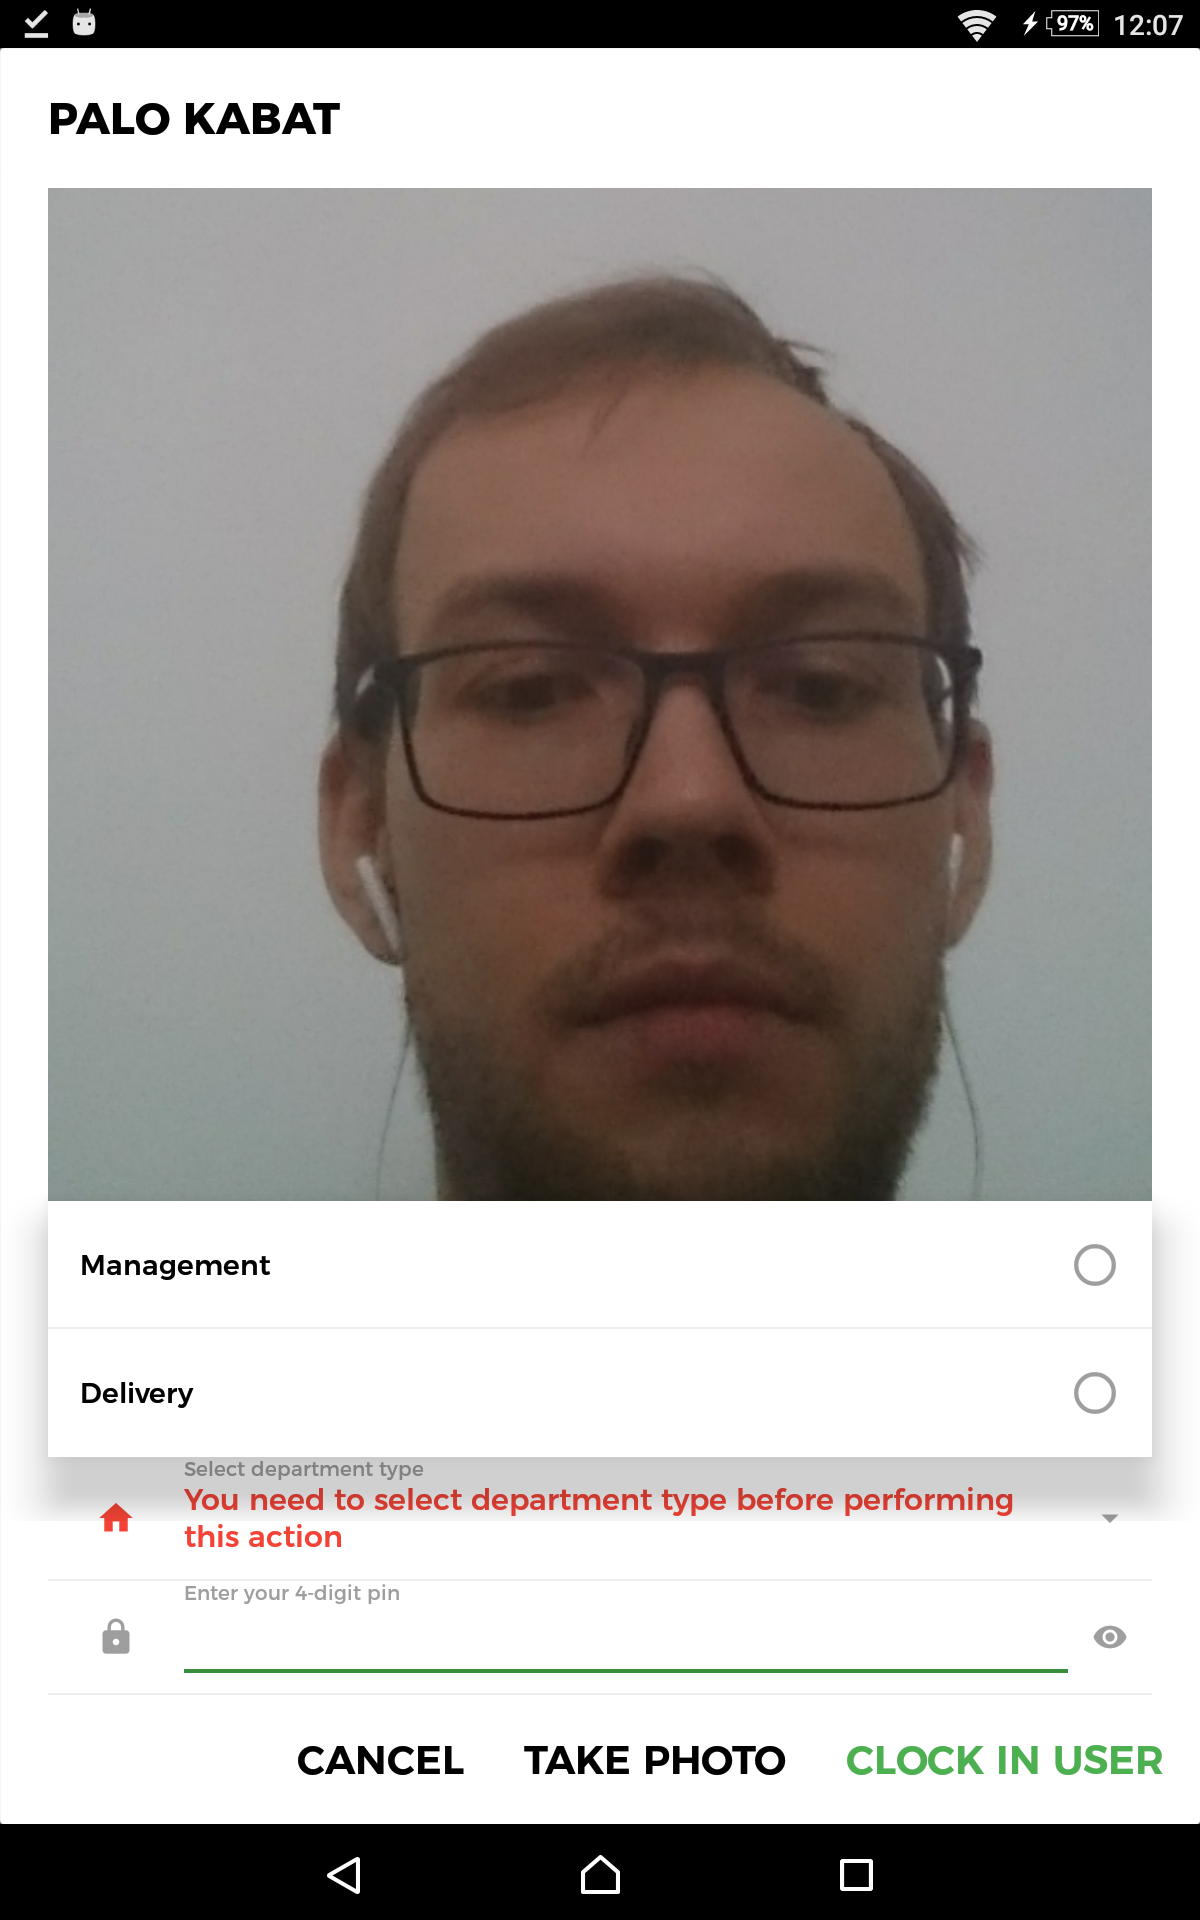 97% 12:07
PALO KABAT
Management
Delivery
Select department type
You need to select department type before performing
this action
Enter your 4-digit pin
CANCEL TAKE PHOTO CLOCK IN USER